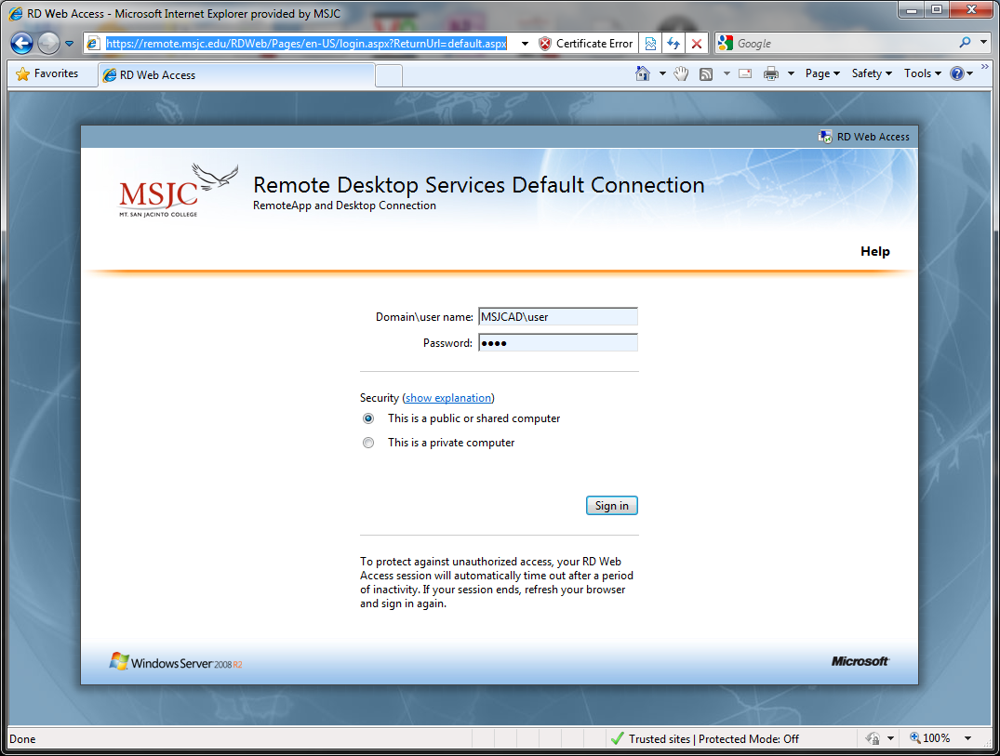 RD Web Access - Microsoft Internet Explorer provided by MSJC
https://remote.msjc.edu/RDWeb/Pages/en-US/login.aspx?ReturnUrl=default.aspx
Certificate Error
Google
Favorites
RD Web Access
Page
Safety
Tools
RD Web Access
MSJC
MT. SAN JACINTO COLLEGE
Remote Desktop Services Default Connection
RemoteApp and Desktop Connection
Help
Domain\user name: MSJCAD\user
Password: ●●●●
Security (show explanation)
This is a public or shared computer
This is a private computer
Sign in
To protect against unauthorized access, your RD Web
Access session will automatically time out after a period
of inactivity. If your session ends, refresh your browser
and sign in again.
Windows Server 2008 R2
Microsoft
Done
Trusted sites | Protected Mode: Off
100%